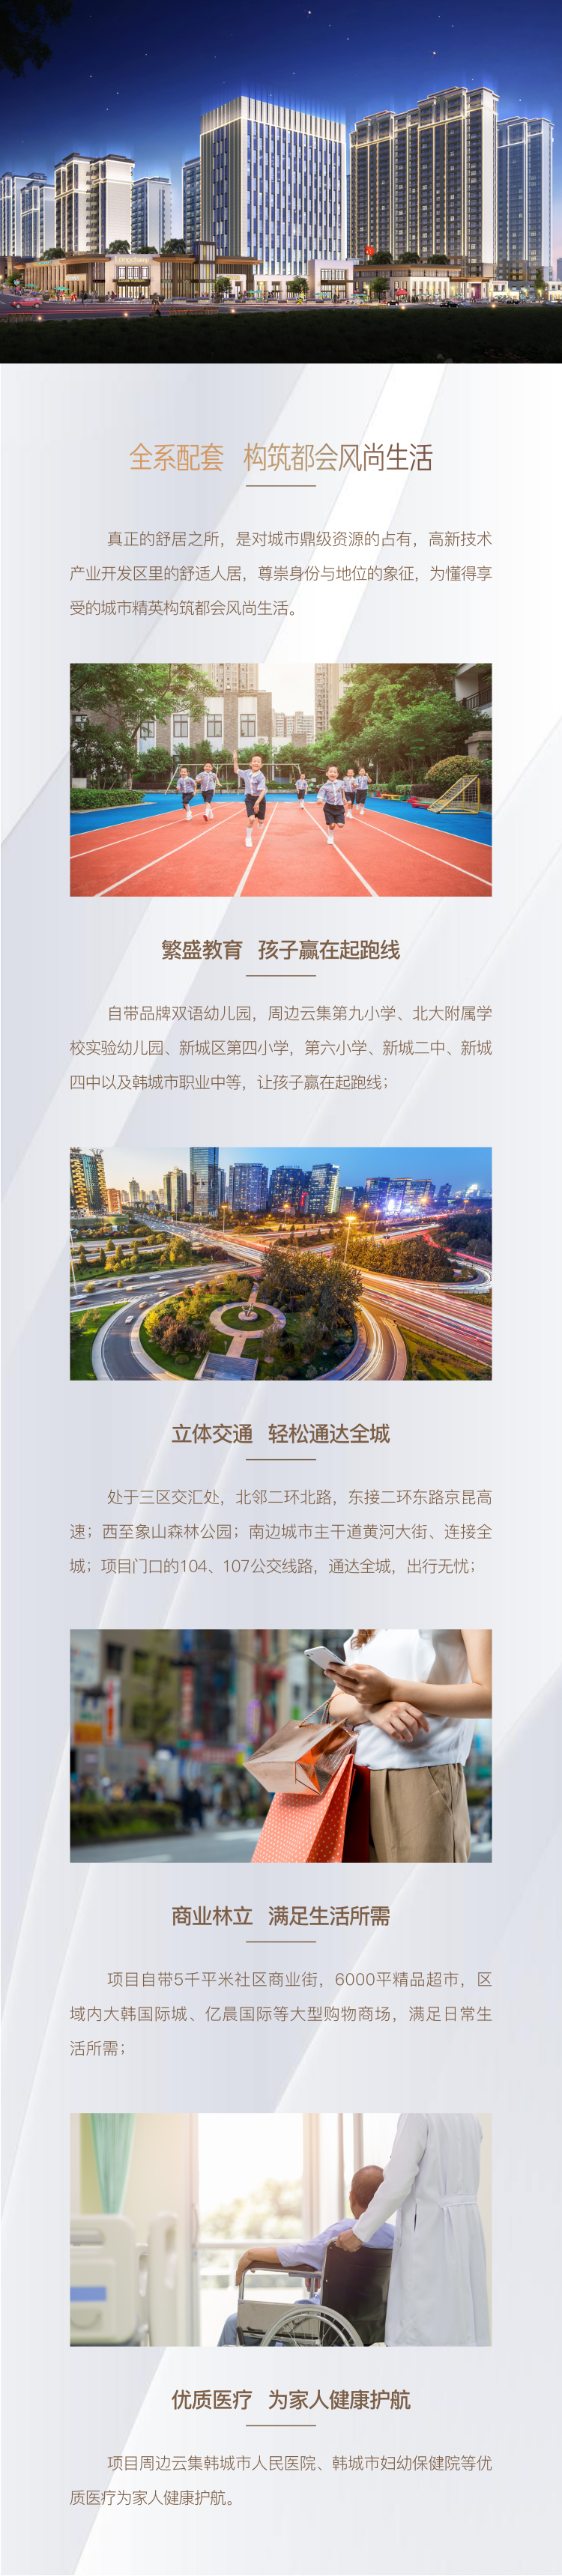 全系配套 构筑都会风尚生活
真正的舒居之所，是对城市鼎级资源的占有，高新技术
产业开发区里的舒适人居，尊崇身份与地位的象征，为懂得享
受的城市精英构筑都会风尚生活。
繁盛教育 孩子赢在起跑线
自带品牌双语幼儿园，周边云集第九小学、北大附属学
校实验幼儿园、新城区第四小学，第六小学、新城二中、新城
四中以及韩城市职业中等，让孩子赢在起跑线；
立体交通 轻松通达全城
处于三区交汇处，北邻二环北路，东接二环东路京昆高
速；西至象山森林公园；南边城市主干道黄河大街、连接全
城；项目门口的104、107公交线路，通达全城，出行无忧；
商业林立 满足生活所需
项目自带5千平米社区商业街，6000平精品超市，区
域内大韩国际城、亿晨国际等大型购物商场，满足日常生
活所需；
优质医疗 为家人健康护航
项目周边云集韩城市人民医院、韩城市妇幼保健院等优
质医疗为家人健康护航。